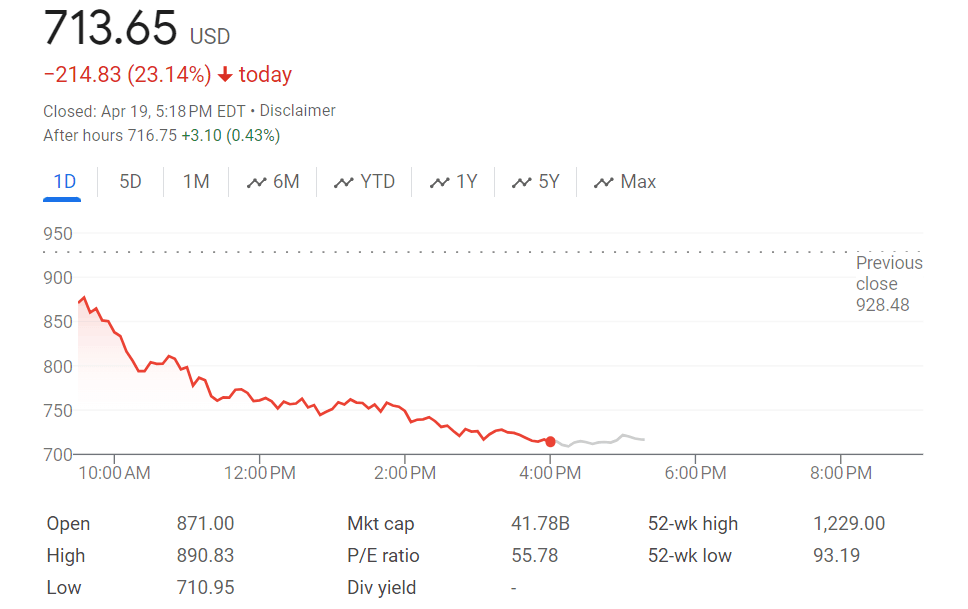 713.65 USD
−214.83 (23.14%) ↓ today
Closed: Apr 19, 5:18 PM EDT • Disclaimer
After hours 716.75 +3.10 (0.43%)
1D 5D 1M 6M YTD 1Y 5Y Max
950
900
850
800
750
700
Previous
close
928.48
10:00 AM 12:00 PM 2:00 PM 4:00 PM 6:00 PM 8:00 PM
Open 871.00 Mkt cap 41.78B 52-wk high 1,229.00
High 890.83 P/E ratio 55.78 52-wk low 93.19
Low 710.95 Div yield -